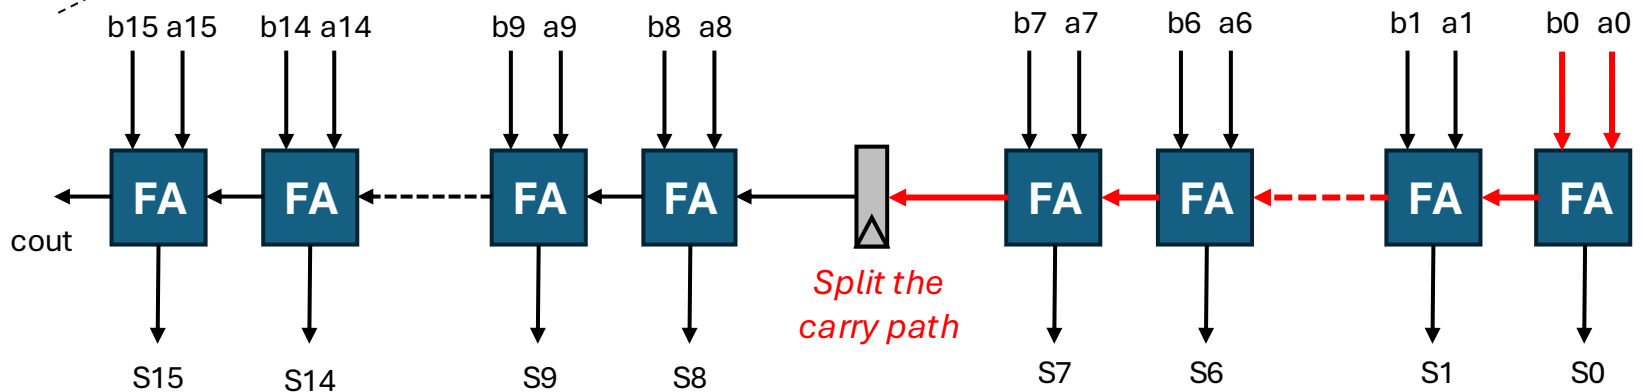 b15 a15 b14 a14 b9 a9 b8 a8 b7 a7 b6 a6 b1 a1 b0 a0
FA FA FA FA FA FA FA FA
cout
Split the
carry path
S15 S14 S9 S8 S7 S6 S1 S0